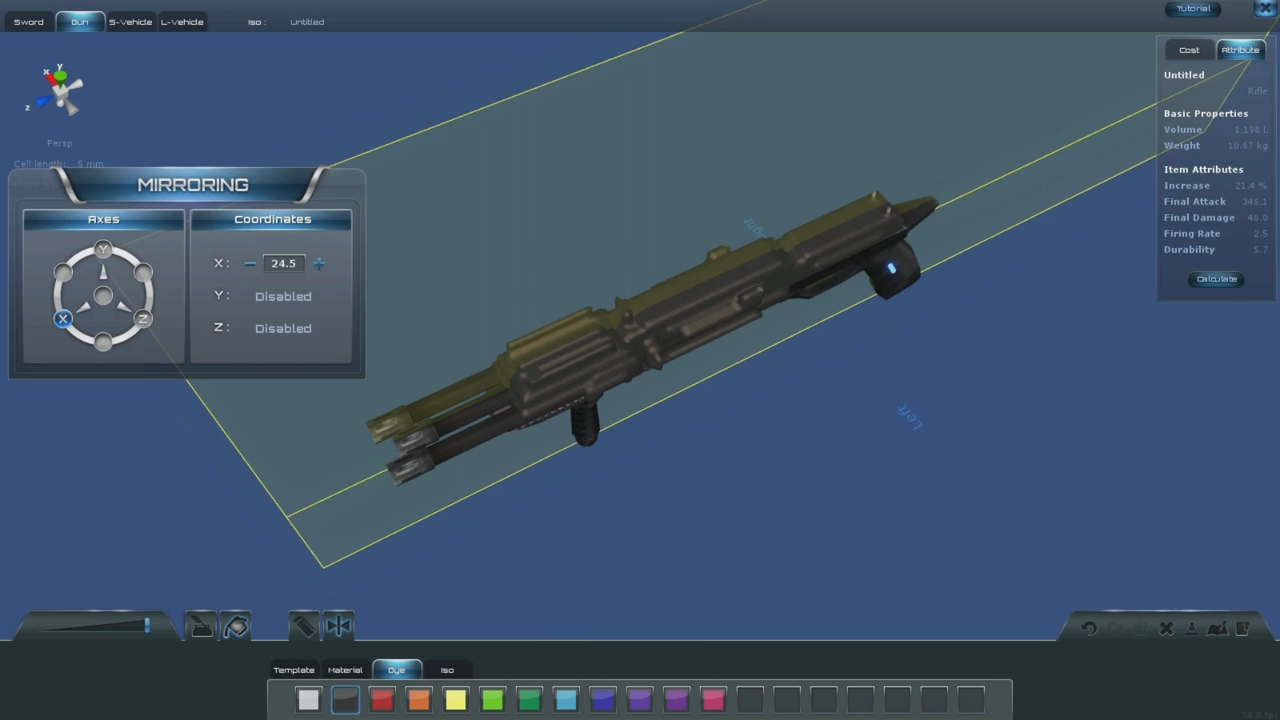 Sword Gun S-Vehicle L-Vehicle Iso : Untitled
Tutorial
Cost Attribute
Untitled
Rifle
Basic Properties
Volume 1.198 L
Weight 10.67 kg
Item Attributes
Increase 21.4 %
Final Attack 346.1
Final Damage 46.0
Firing Rate 2.5
Durability 5.7
Calculate
y
x
z
Persp
Cell length: 5 mm
MIRRORING
Axes Coordinates
Y
X
Z
X: 24.5
Y: Disabled
Z: Disabled
Right
Left
Template Material Dye Iso